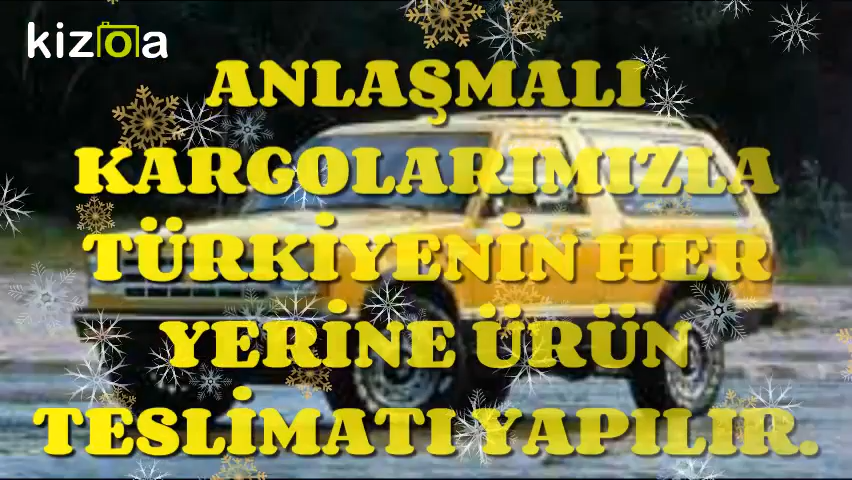 kizoa
ANLAŞMALI
KARGOLARIMIZLA
TÜRKİYENİN HER
YERİNE ÜRÜN
TESLİMATI YAPILIR.